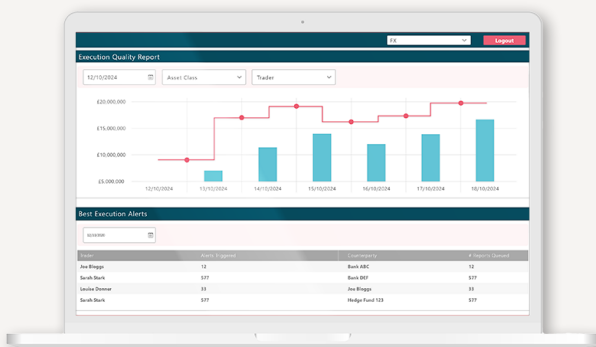 FX
Logout
Execution Quality Report
12/10/2024 Asset Class Trader
£20,000,000
£15,000,000
£10,000,000
£5,000,000
12/10/2024 13/10/2024 14/10/2024 15/10/2024 16/10/2024 17/10/2024 18/10/2024
Best Execution Alerts
Trader Alerts Triggered Counterparty # Reports Queued
Joe Bloggs 12 Bank ABC 12
Sarah Stark 577 Bank DEF 577
Louise Donner 33 Joe Bloggs 33
Sarah Stark 577 Hedge Fund 123 577